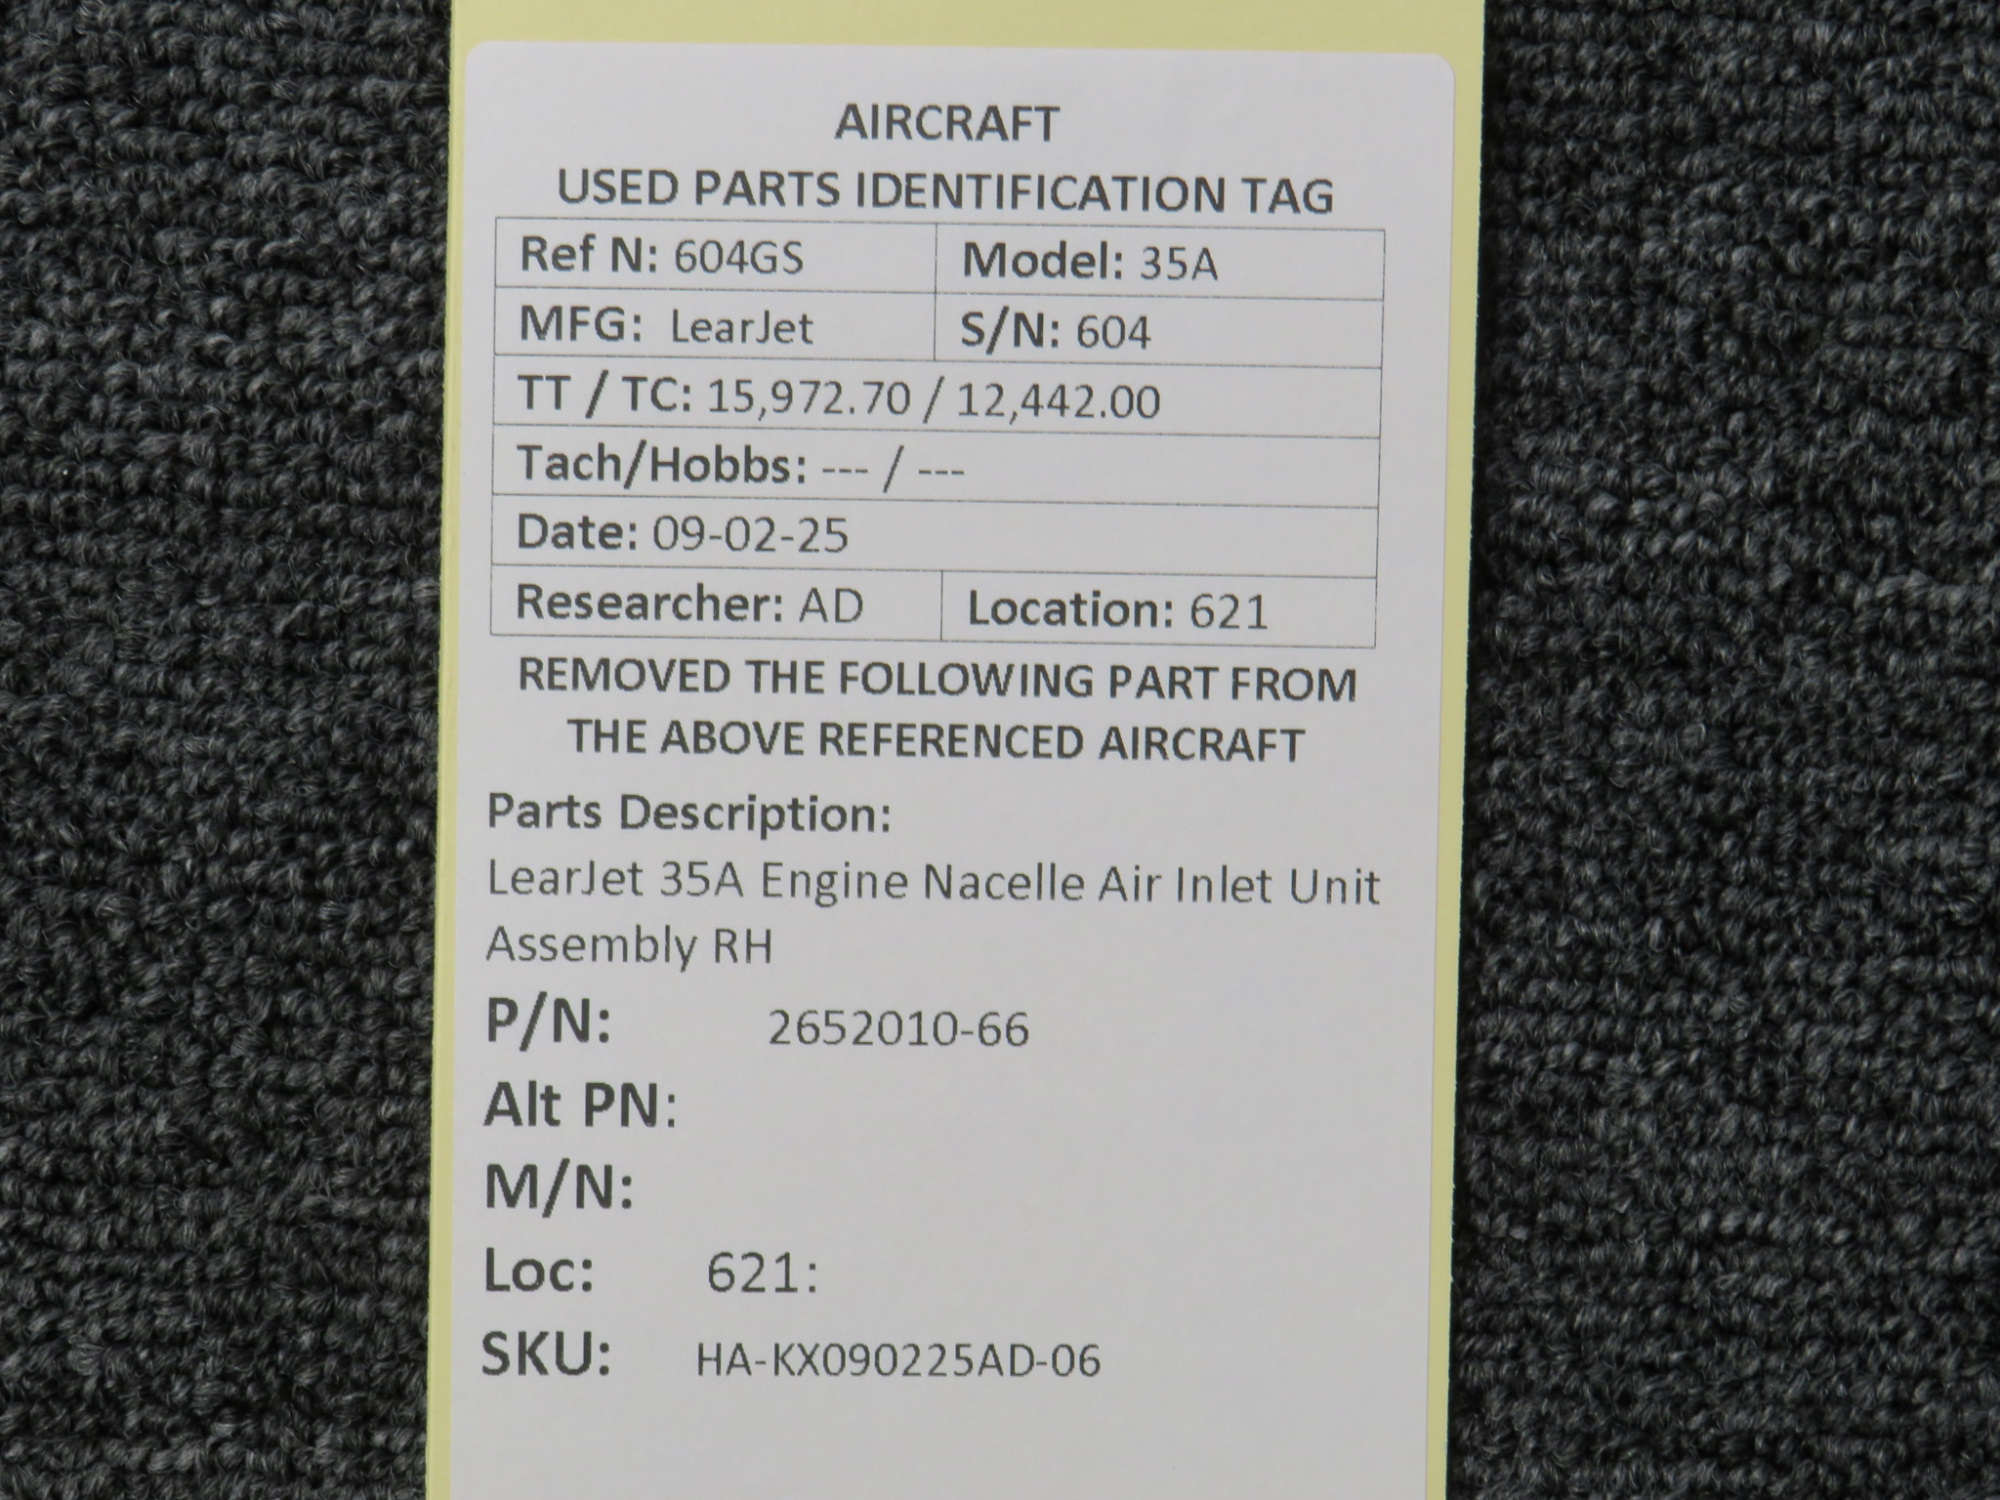 AIRCRAFT
USED PARTS IDENTIFICATION TAG
Ref N: 604GS Model: 35A
MFG: LearJet S/N: 604
TT / TC: 15,972.70 / 12,442.00
Tach/Hobbs: --- / ---
Date: 09-02-25
Researcher: AD Location: 621
REMOVED THE FOLLOWING PART FROM
THE ABOVE REFERENCED AIRCRAFT
Parts Description:
LearJet 35A Engine Nacelle Air Inlet Unit
Assembly RH
P/N: 2652010-66
Alt PN:
M/N:
Loc: 621:
SKU: HA-KX090225AD-06